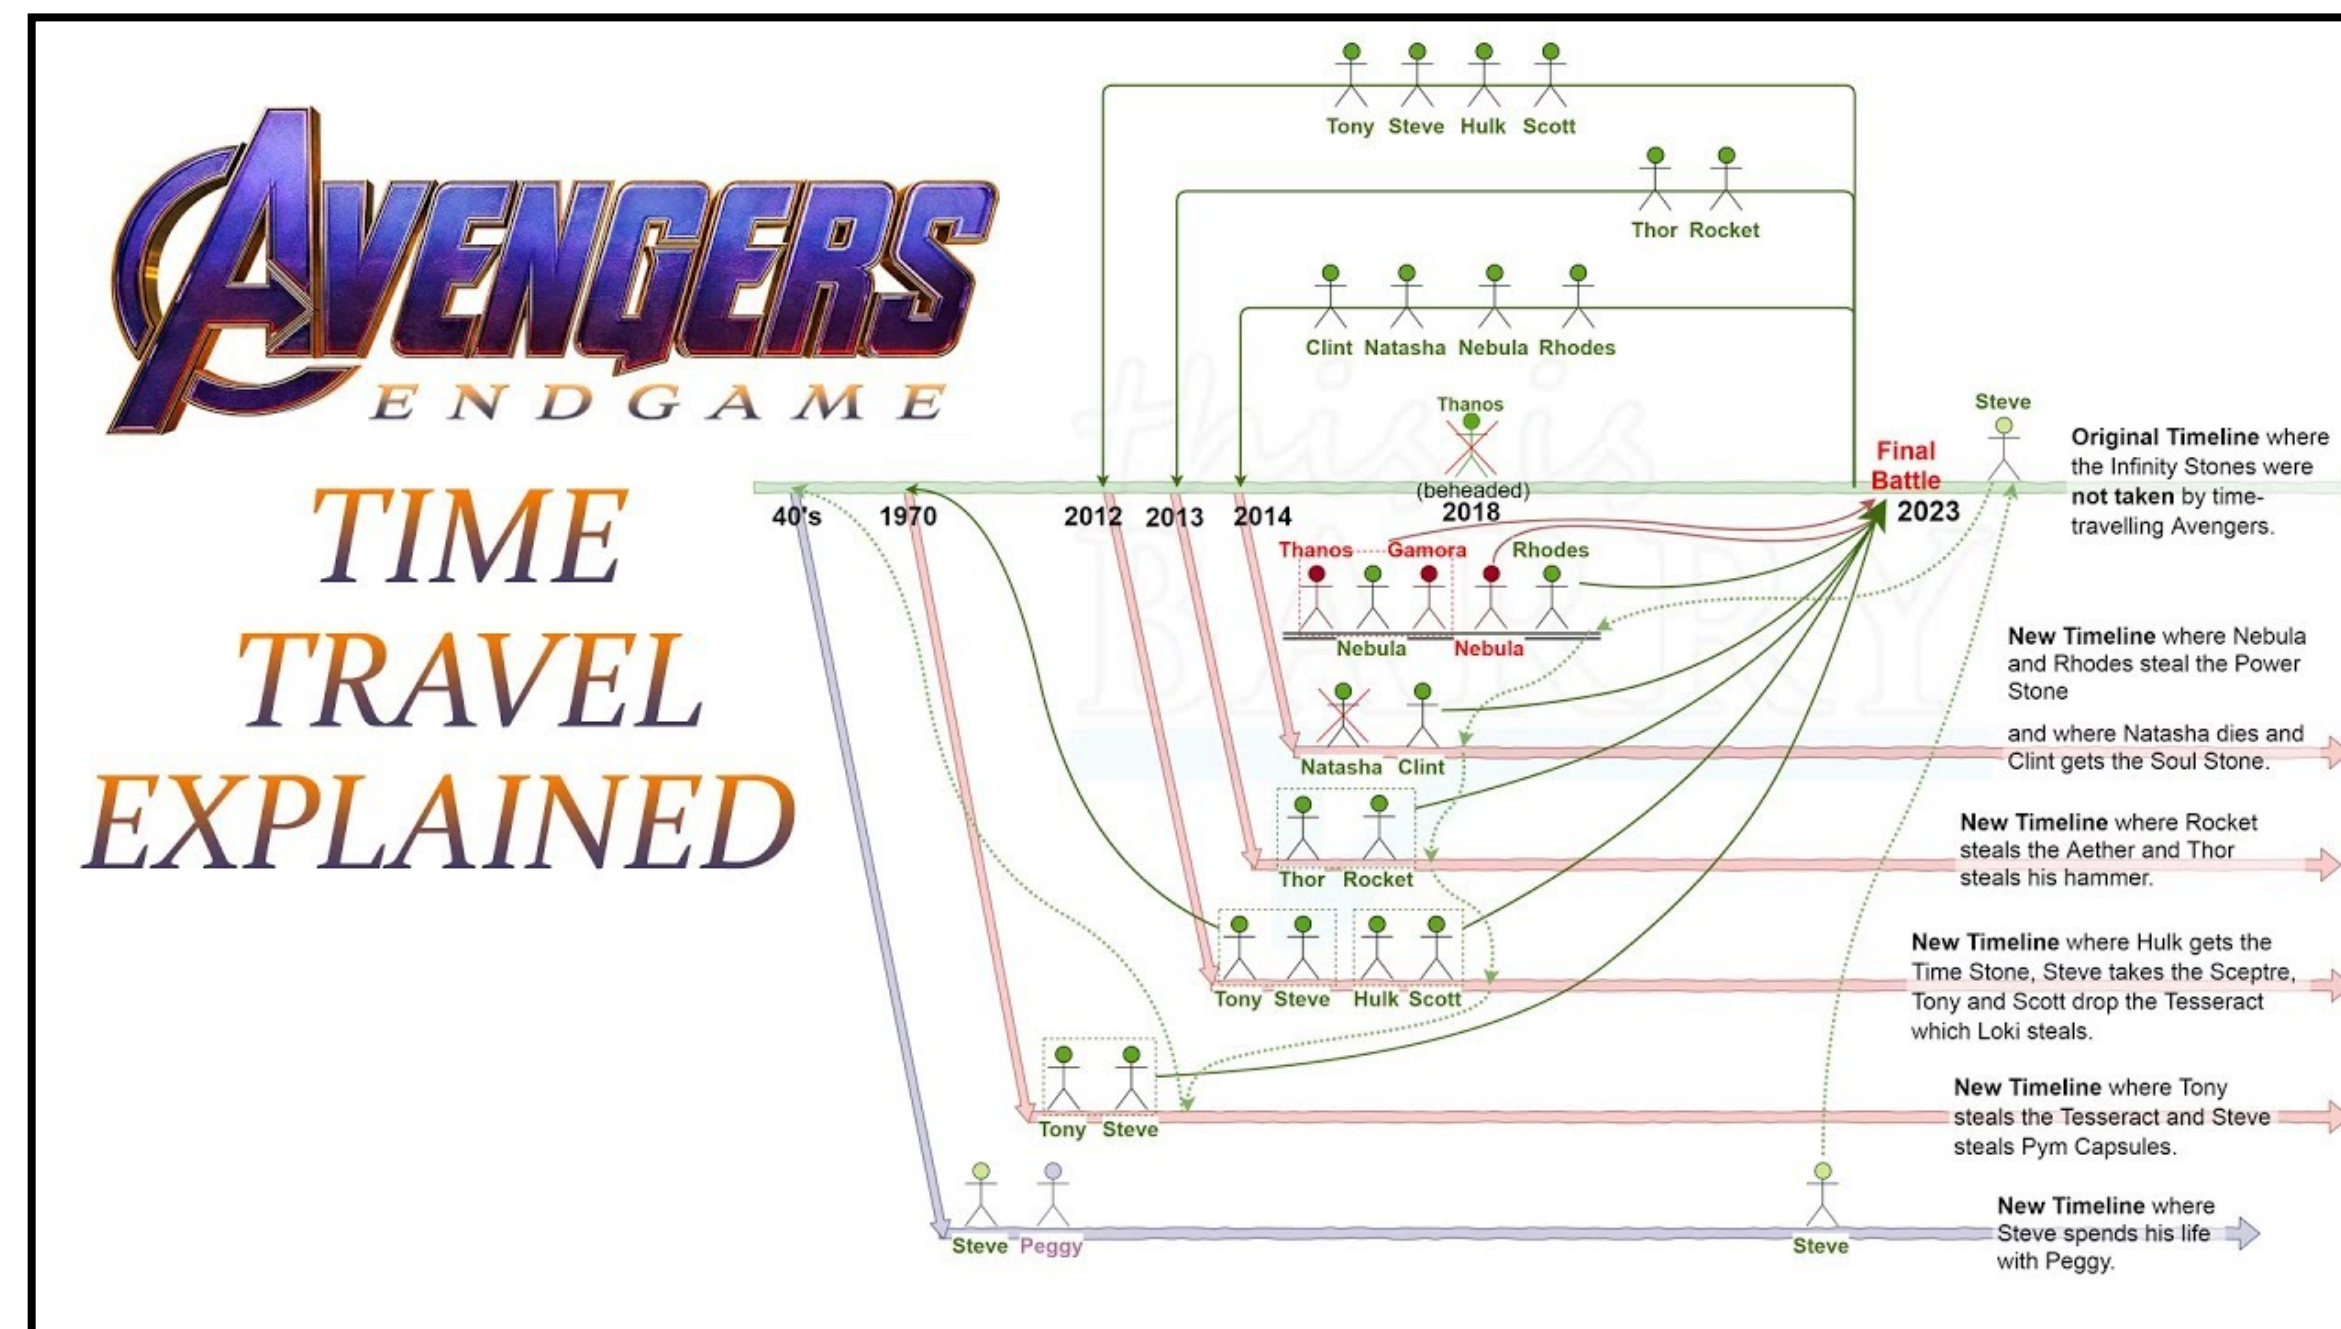 AVENGERS
ENDGAME
TIME
TRAVEL
EXPLAINED
Tony Steve Hulk Scott
Thor Rocket
Clint Natasha Nebula Rhodes
Thanos
(beheaded)
Steve
Final
Battle
40's 1970 2012 2013 2014 2018 2023
Original Timeline where
the Infinity Stones were
not taken by time-
travelling Avengers.
this is
BARRY
Thanos Gamora Rhodes
Nebula Nebula
New Timeline where Nebula
and Rhodes steal the Power
Stone
and where Natasha dies and
Clint gets the Soul Stone.
Natasha Clint
New Timeline where Rocket
steals the Aether and Thor
steals his hammer.
Thor Rocket
New Timeline where Hulk gets the
Time Stone, Steve takes the Sceptre,
Tony and Scott drop the Tesseract
which Loki steals.
Tony Steve Hulk Scott
New Timeline where Tony
steals the Tesseract and Steve
steals Pym Capsules.
Tony Steve
New Timeline where
Steve spends his life
with Peggy.
Steve Peggy Steve